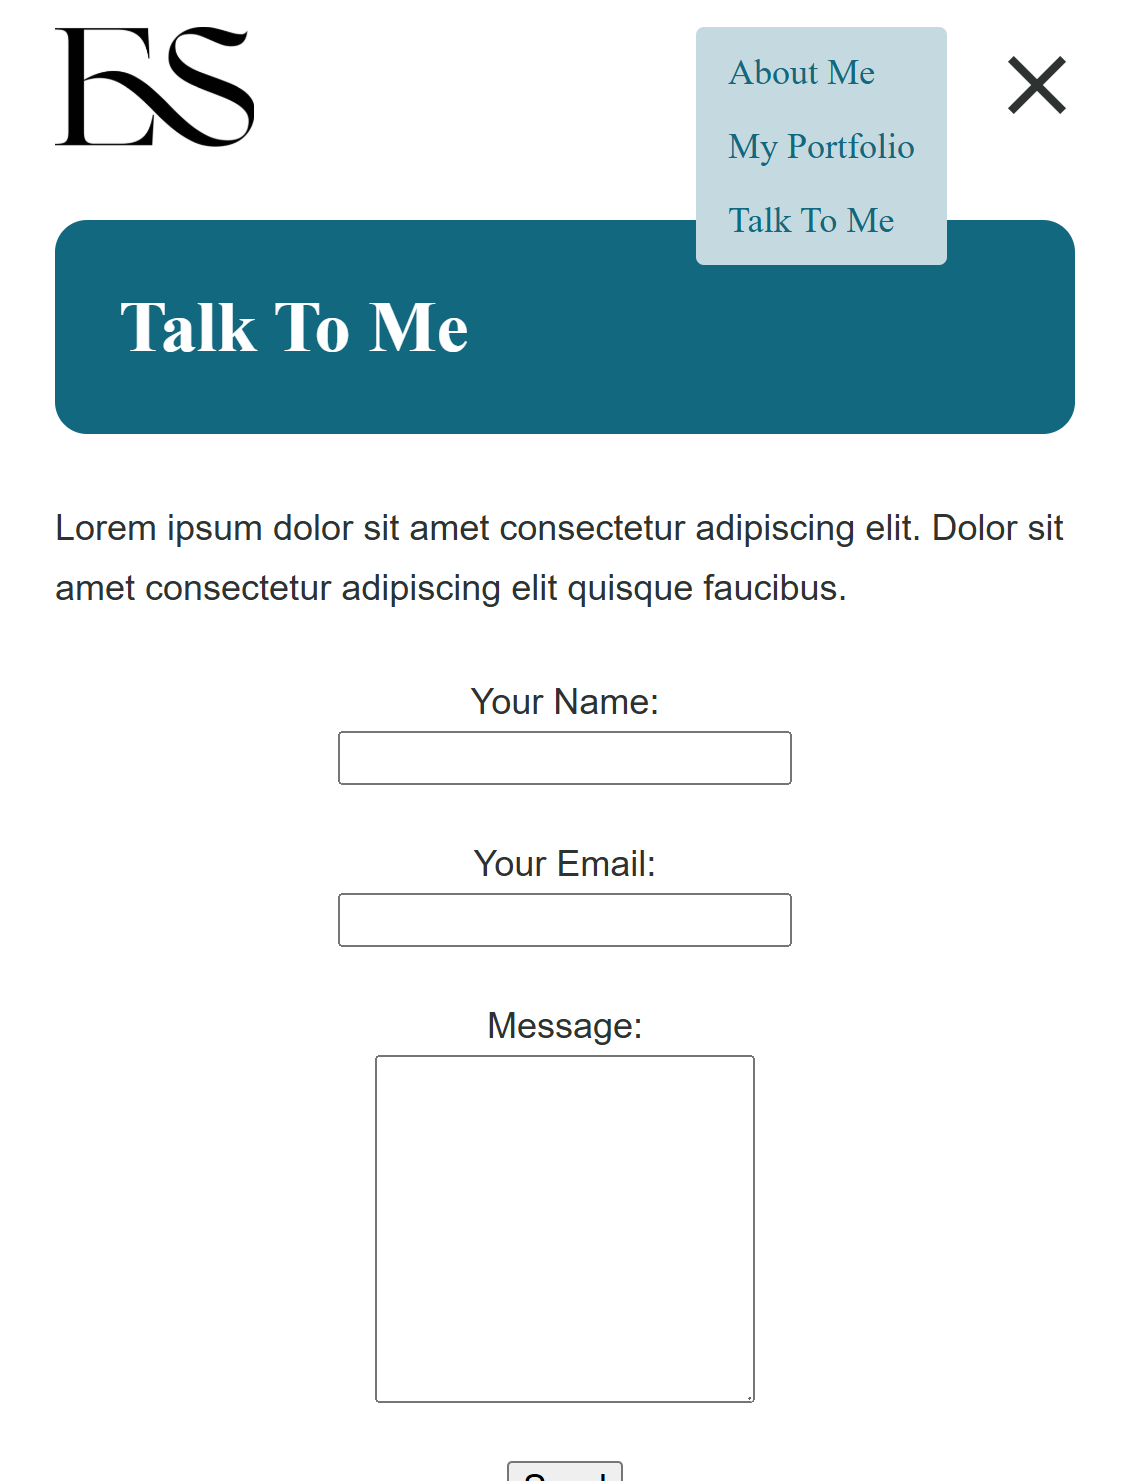 ES
About Me
My Portfolio
Talk To Me
Talk To Me
Lorem ipsum dolor sit amet consectetur adipiscing elit. Dolor sit
amet consectetur adipiscing elit quisque faucibus.
Your Name:
Your Email:
Message: